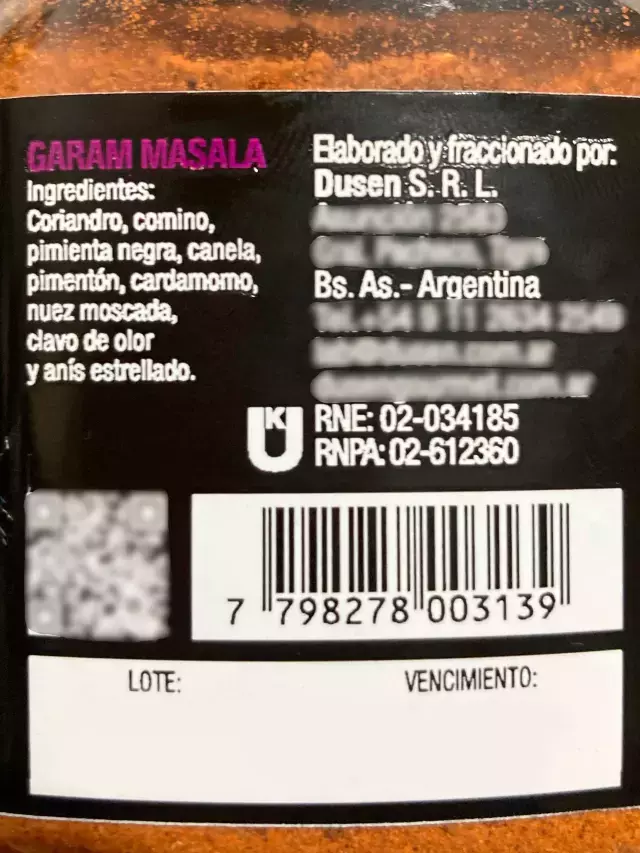 GARAM MASALA
Ingredientes:
Coriandro, comino,
pimienta negra, canela,
pimentón, cardamomo,
nuez moscada,
clavo de olor
y anís estrellado.
Elaborado y fraccionado por:
Dusen S. R. L.
Bs. As.- Argentina
RNE: 02-034185
RNPA: 02-612360
UK
7 798278 003139
LOTE:
VENCIMIENTO: